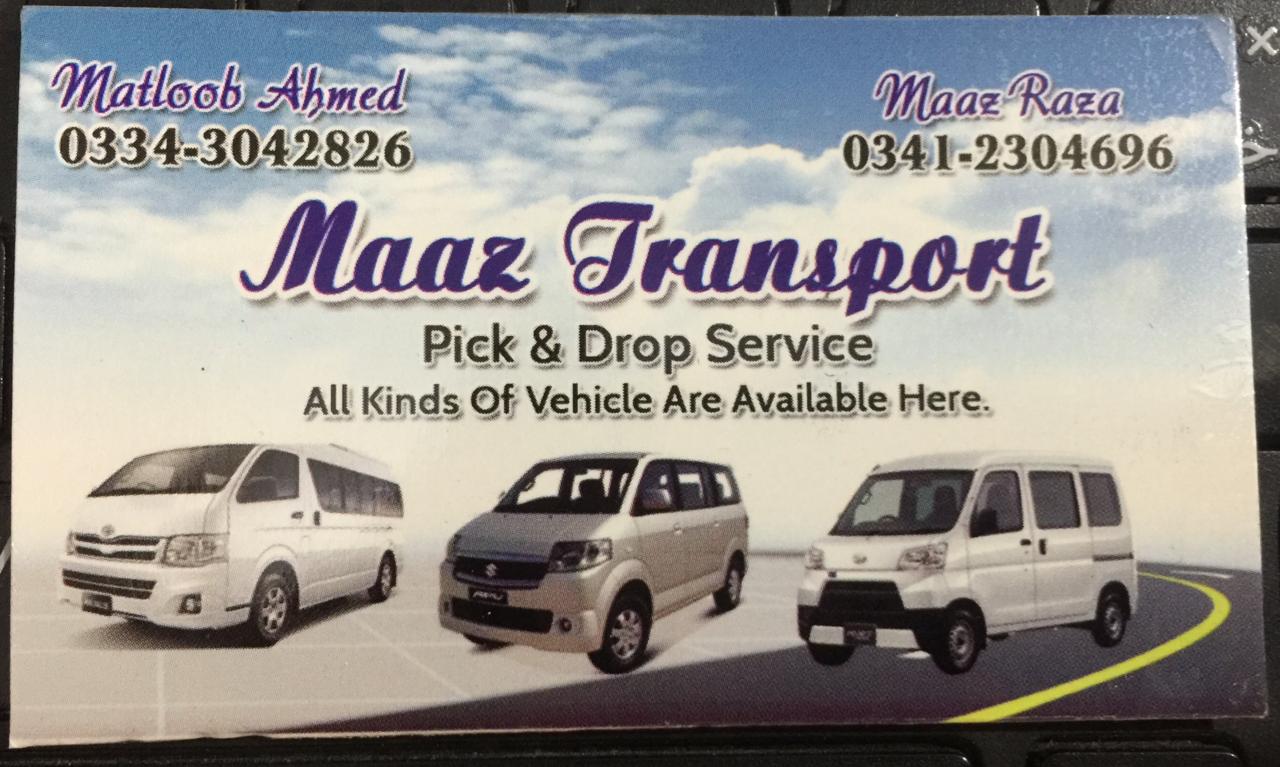 Matloob Ahmed
0334-3042826
Maaz Raza
0341-2304696
Maaz Transport
Pick & Drop Service
All Kinds Of Vehicle Are Available Here.
APV